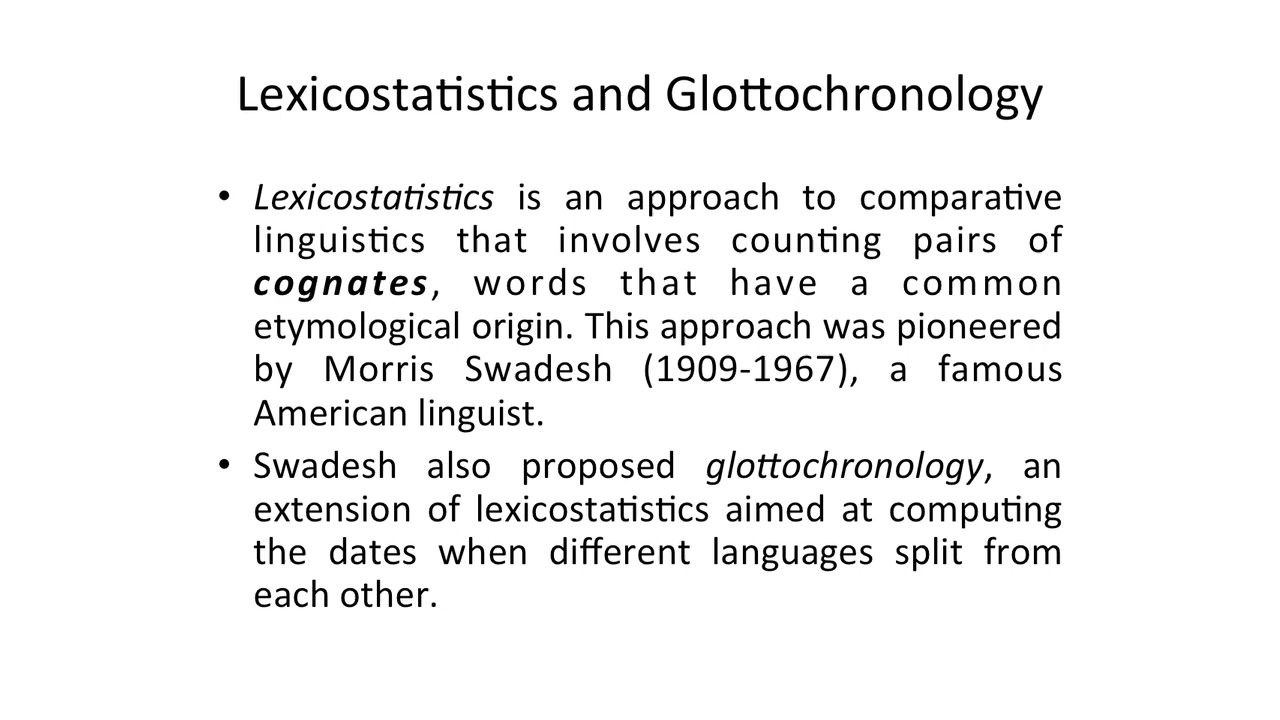 Lexicostatistics and Glottochronology
• Lexicostatistics is an approach to comparative
linguistics that involves counting pairs of
cognates, words that have a common
etymological origin. This approach was pioneered
by Morris Swadesh (1909-1967), a famous
American linguist.
• Swadesh also proposed glottochronology, an
extension of lexicostatistics aimed at computing
the dates when different languages split from
each other.